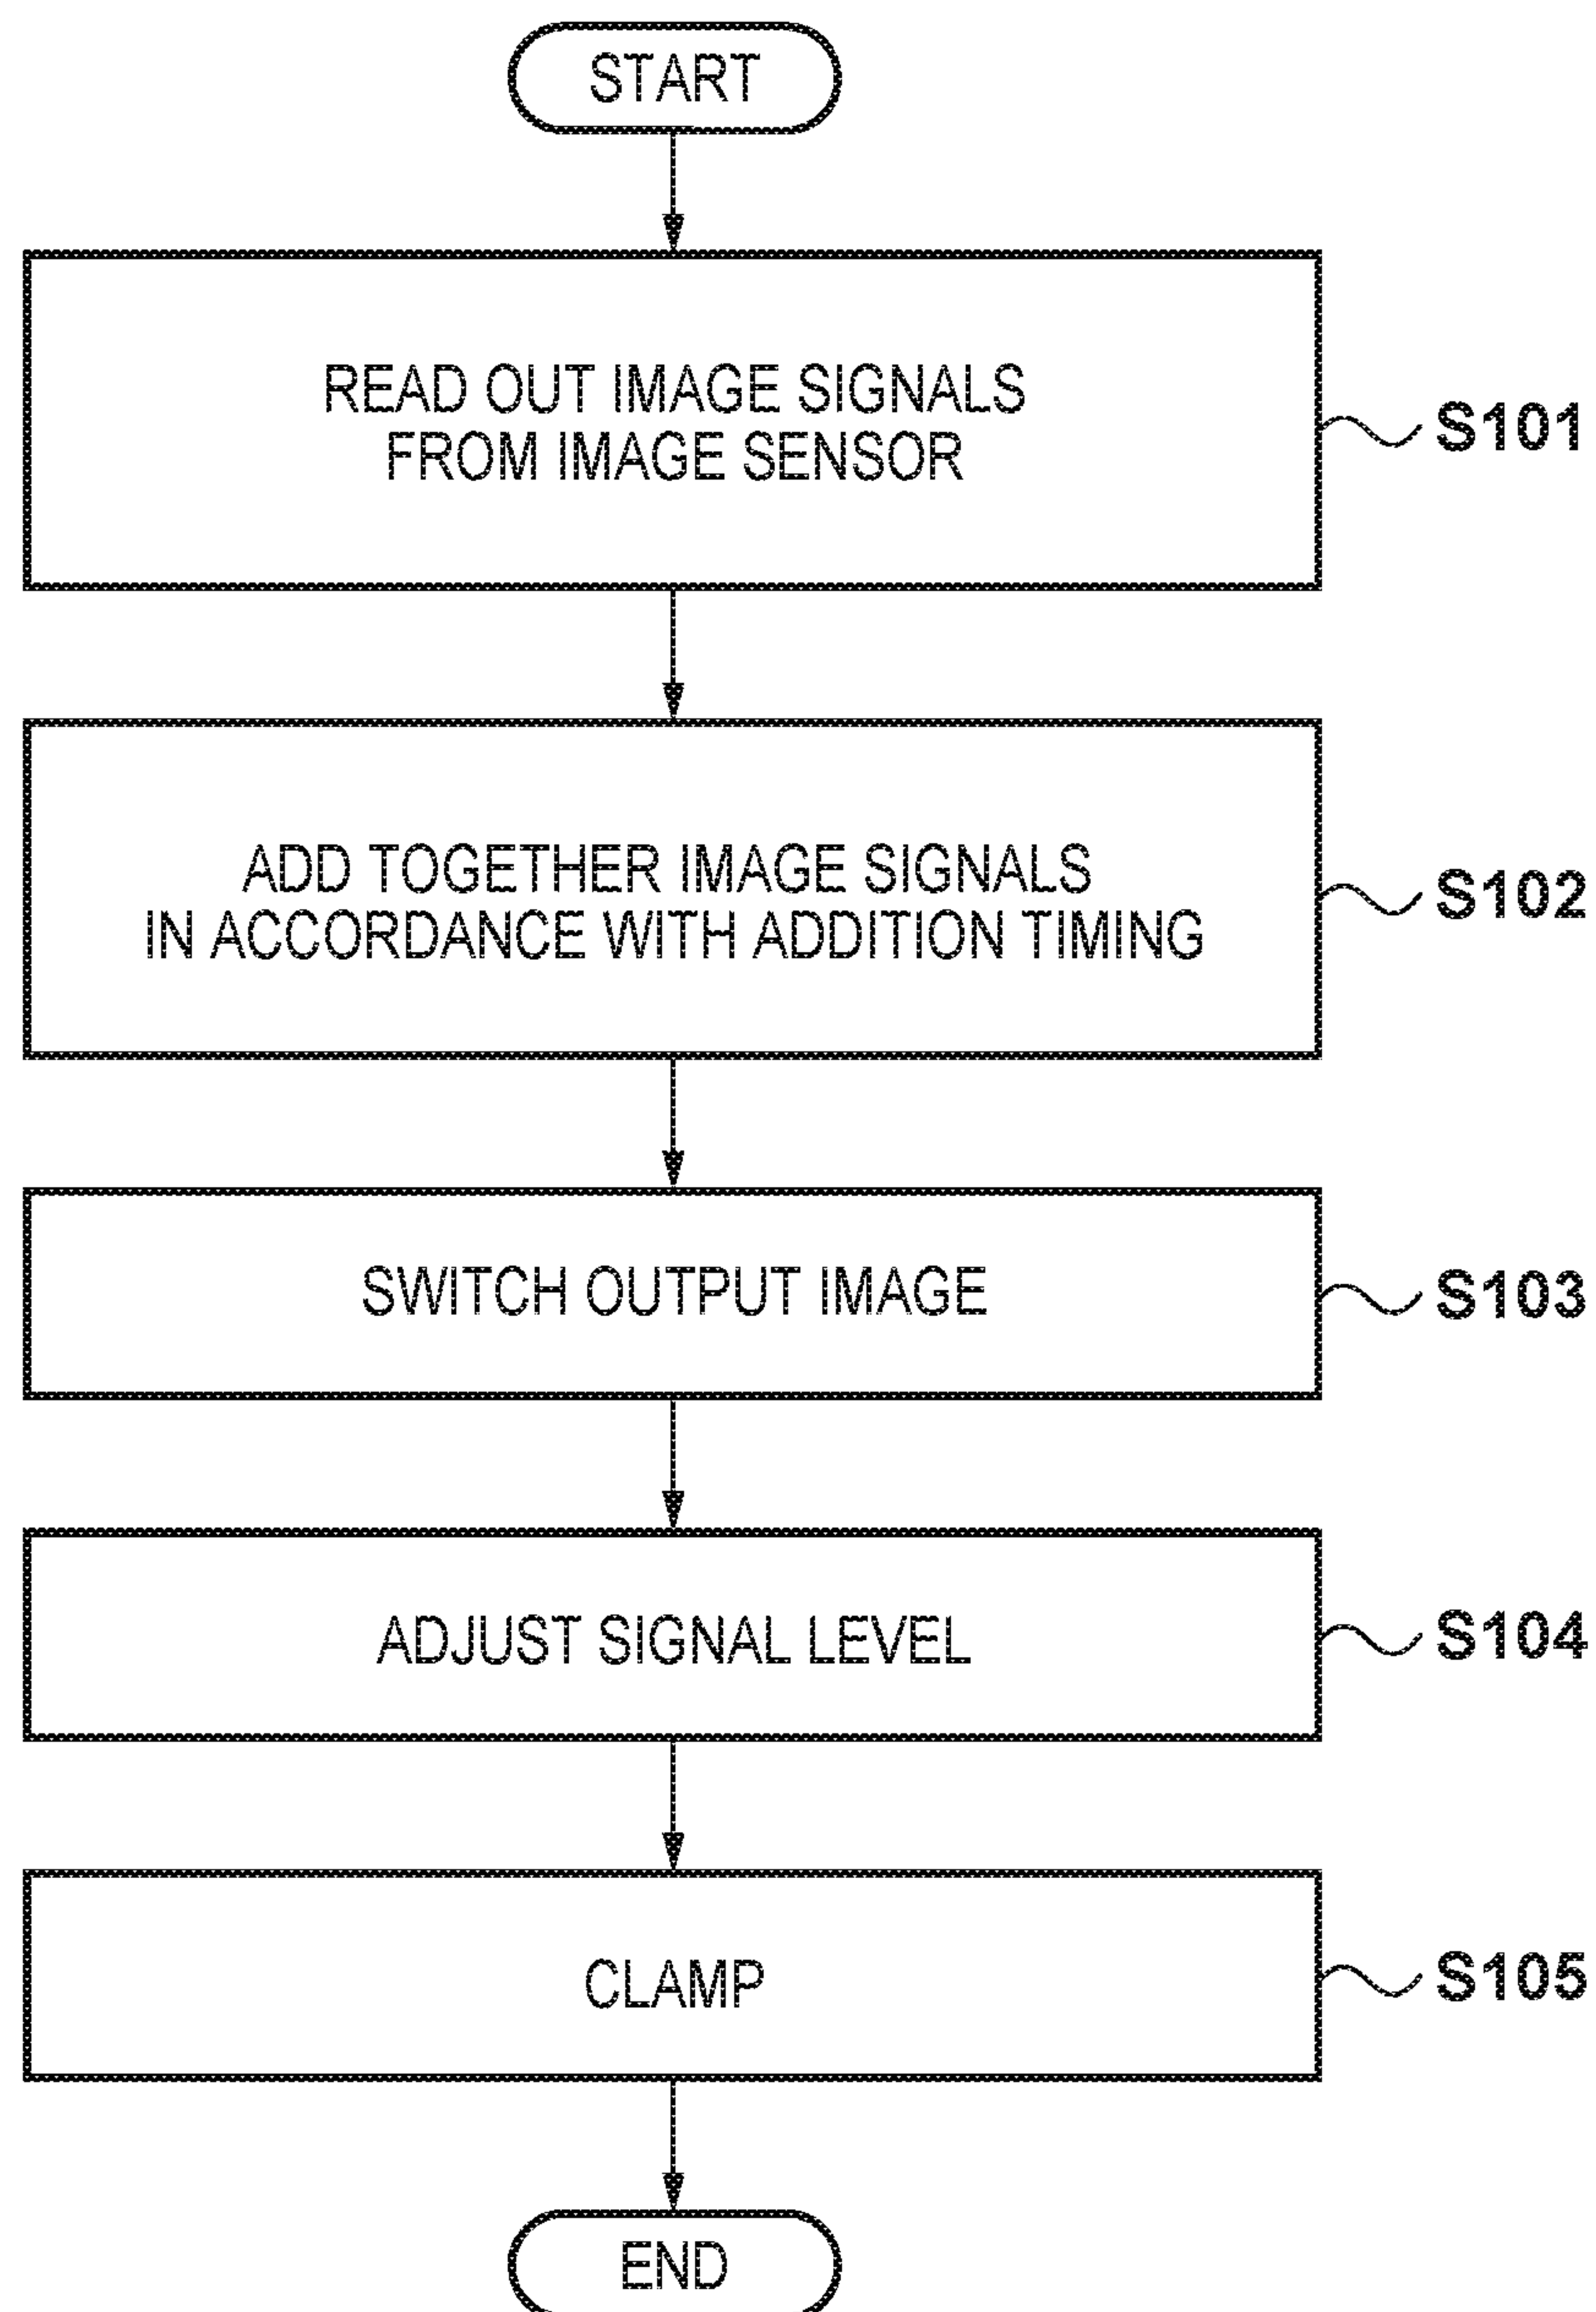 START
READ OUT IMAGE SIGNALS
FROM IMAGE SENSOR
S101
ADD TOGETHER IMAGE SIGNALS
IN ACCORDANCE WITH ADDITION TIMING
S102
SWITCH OUTPUT IMAGE
S103
ADJUST SIGNAL LEVEL
S104
CLAMP
S105
END